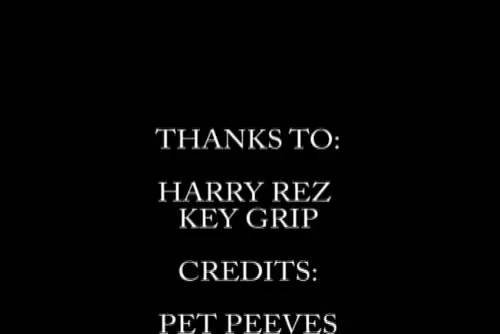 THANKS TO:
HARRY REZ
KEY GRIP
CREDITS:
PET PEEVES